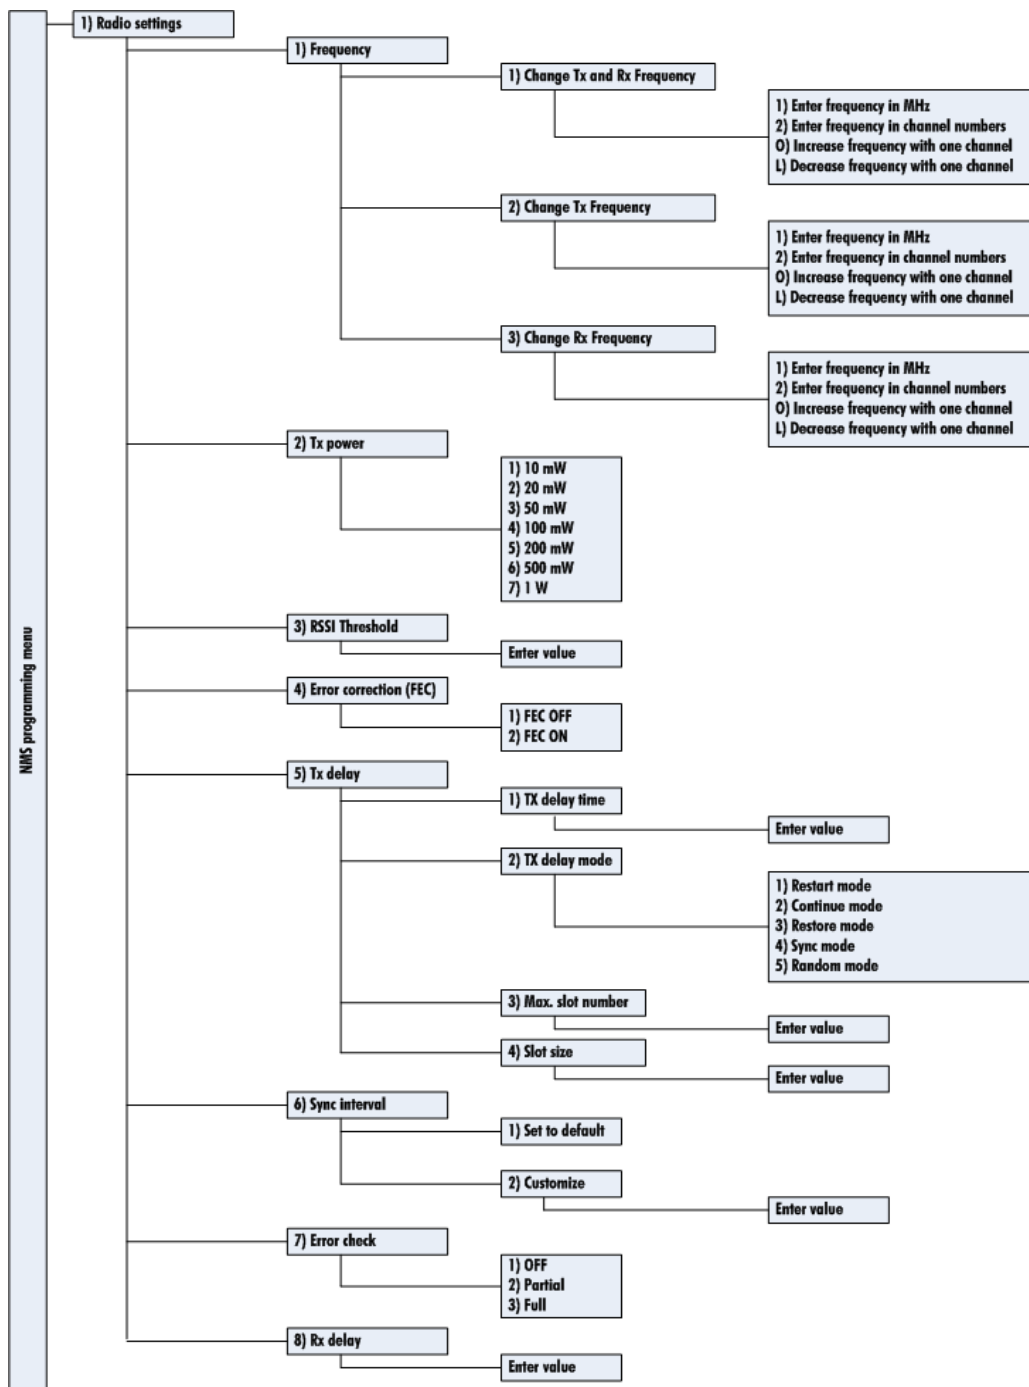 NMS programming menu
1) Radio settings
1) Frequency
1) Change Tx and Rx Frequency
1) Enter frequency in MHz
2) Enter frequency in channel numbers
O) Increase frequency with one channel
L) Decrease frequency with one channel
2) Change Tx Frequency
1) Enter frequency in MHz
2) Enter frequency in channel numbers
O) Increase frequency with one channel
L) Decrease frequency with one channel
3) Change Rx Frequency
1) Enter frequency in MHz
2) Enter frequency in channel numbers
O) Increase frequency with one channel
L) Decrease frequency with one channel
2) Tx power
1) 10 mW
2) 20 mW
3) 50 mW
4) 100 mW
5) 200 mW
6) 500 mW
7) 1 W
3) RSSI Threshold
Enter value
4) Error correction (FEC)
1) FEC OFF
2) FEC ON
5) Tx delay
1) TX delay time
Enter value
2) TX delay mode
1) Restart mode
2) Continue mode
3) Restore mode
4) Sync mode
5) Random mode
3) Max. slot number
Enter value
4) Slot size
Enter value
6) Sync interval
1) Set to default
2) Customize
Enter value
7) Error check
1) OFF
2) Partial
3) Full
8) Rx delay
Enter value